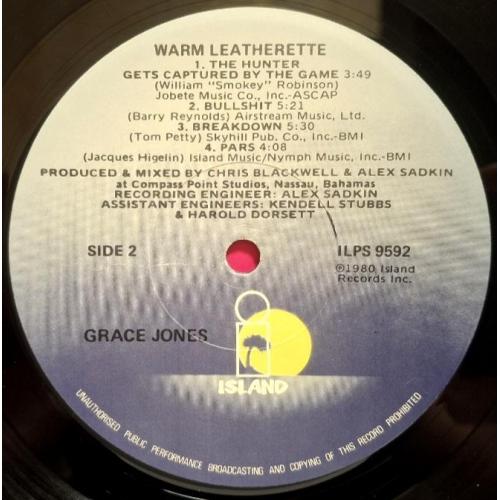 WARM LEATHERETTE
1. THE HUNTER
GETS CAPTURED BY THE GAME 3:49
(William "Smokey" Robinson)
Jobete Music Co., Inc.-ASCAP
2. BULLSHIT 5:21
(Barry Reynolds) Airstream Music, Ltd.
3. BREAKDOWN 5:30
(Tom Petty) Skyhill Pub. Co., Inc.-BMI
4. PARS 4:08
(Jacques Higelin) Island Music/Nymph Music, Inc.-BMI
PRODUCED & MIXED BY CHRIS BLACKWELL & ALEX SADKIN
at Compass Point Studios, Nassau, Bahamas
RECORDING ENGINEER: ALEX SADKIN
ASSISTANT ENGINEERS: KENDELL STUBBS
& HAROLD DORSETT
SIDE 2
ILPS 9592
℗1980 Island
Records Inc.
GRACE JONES
ISLAND
UNAUTHORISED PUBLIC PERFORMANCE BROADCASTING AND COPYING OF THIS RECORD PROHIBITED